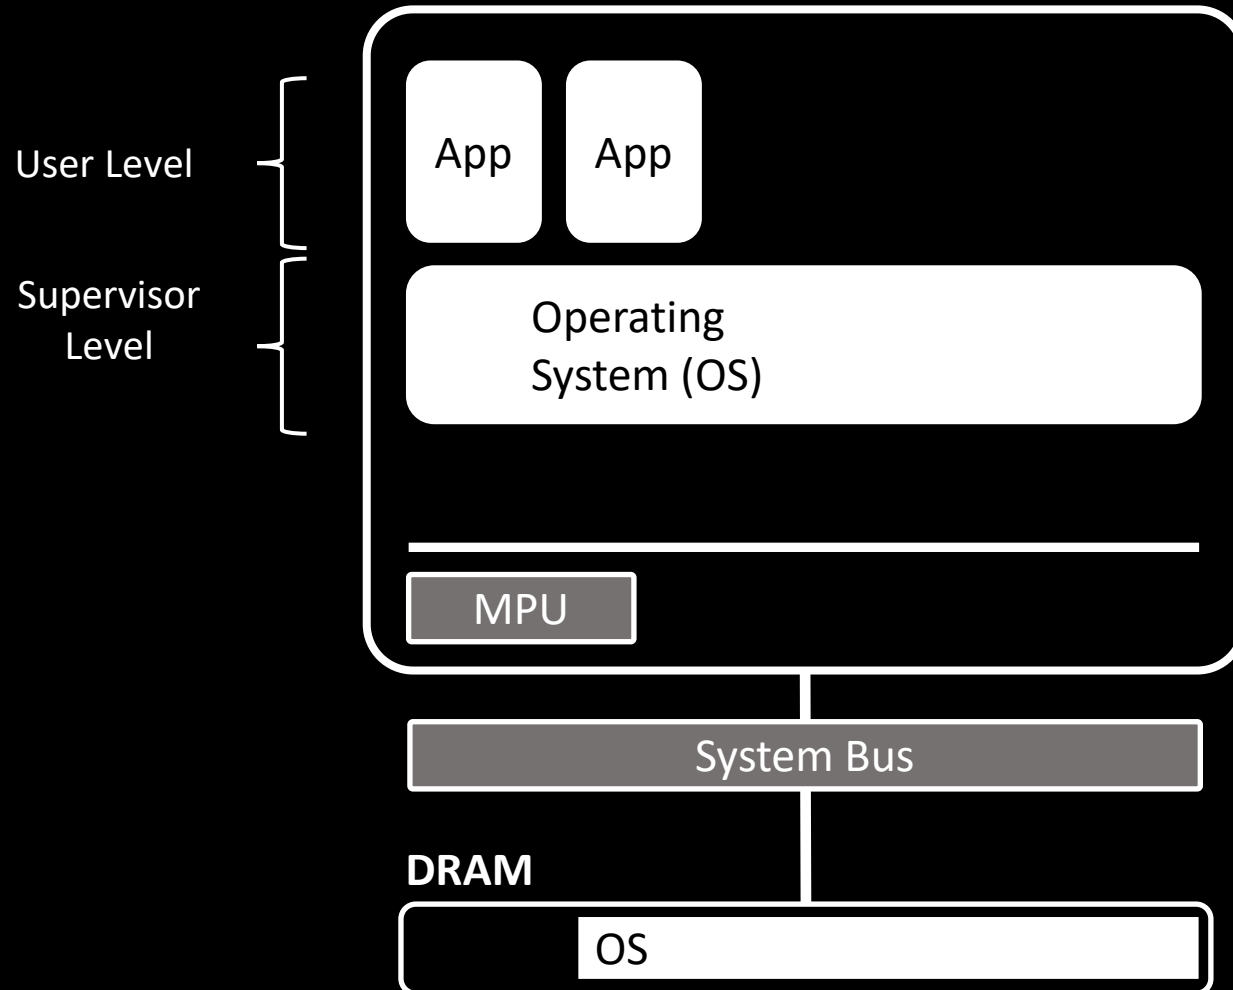 User Level
App
App
Supervisor
Level
Operating
System (OS)
MPU
System Bus
DRAM
OS